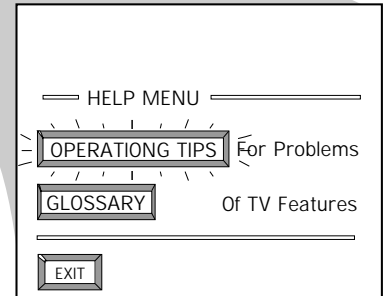 HELP MENU
OPERATIONG TIPS For Problems
GLOSSARY Of TV Features
EXIT